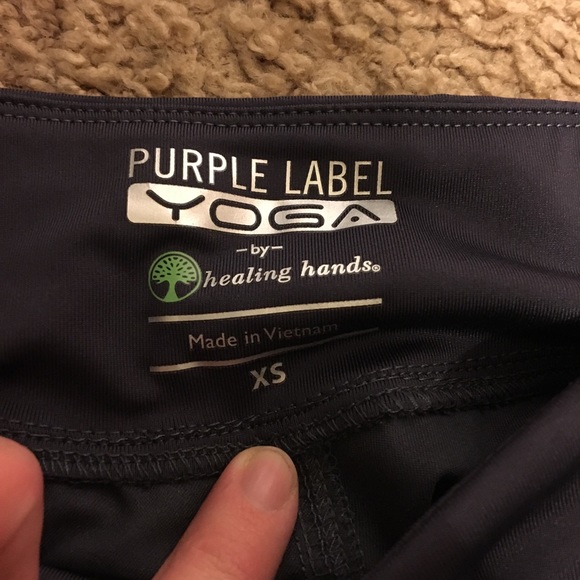 PURPLE LABEL
YOGA
-by-
healing hands®
Made in Vietnam
XS